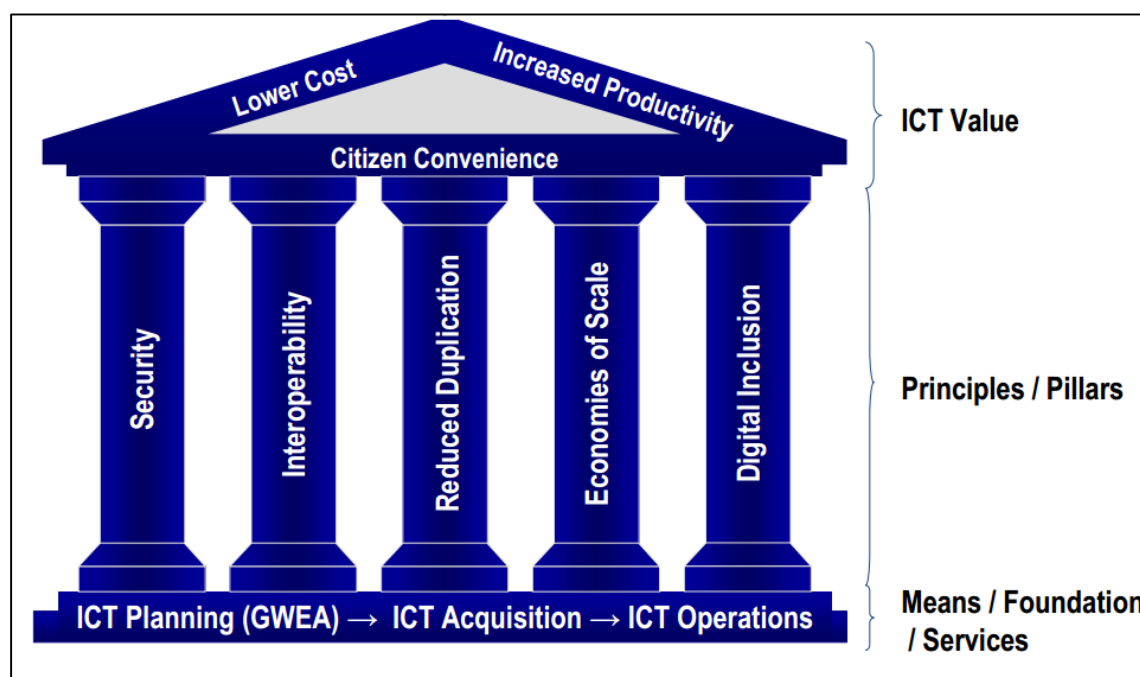 Lower Cost
Increased Productivity
Citizen Convenience
ICT Value
Security
Interoperability
Reduced Duplication
Economies of Scale
Digital Inclusion
Principles / Pillars
ICT Planning (GWEA) → ICT Acquisition → ICT Operations
Means / Foundation
/ Services